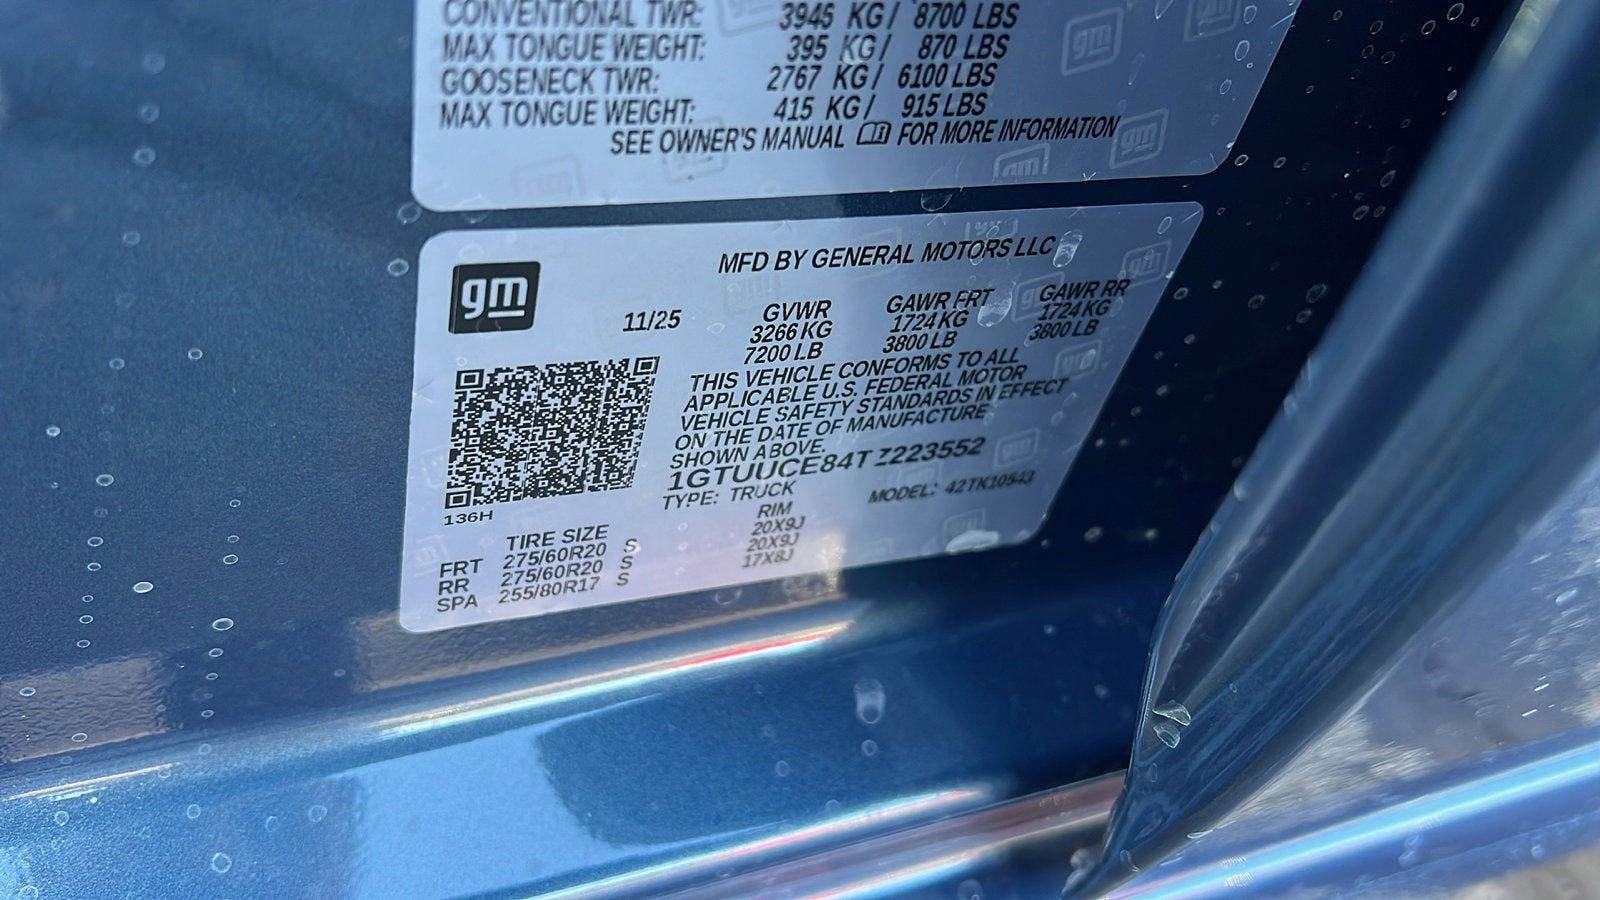 CONVENTIONAL TWR: 3946 KG / 8700 LBS
MAX TONGUE WEIGHT: 395 KG / 870 LBS
GOOSENECK TWR: 2767 KG / 6100 LBS
MAX TONGUE WEIGHT: 415 KG / 915 LBS
SEE OWNER'S MANUAL FOR MORE INFORMATION
gm
MFD BY GENERAL MOTORS LLC
11/25 GVWR GAWR FRT GAWR RR
3266 KG 1724 KG 1724 KG
7200 LB 3800 LB 3800 LB
THIS VEHICLE CONFORMS TO ALL
APPLICABLE U.S. FEDERAL MOTOR
VEHICLE SAFETY STANDARDS IN EFFECT
ON THE DATE OF MANUFACTURE
SHOWN ABOVE.
1GTUUCE84TZ223552
TYPE: TRUCK MODEL: 42TK10543
136H
TIRE SIZE RIM
FRT 275/60R20 S 20X9J
RR 275/60R20 S 20X9J
SPA 255/80R17 S 17X8J